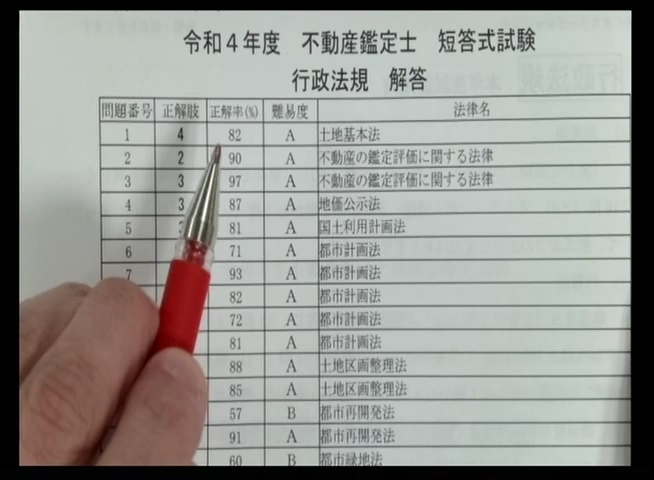 令和4年度 不動産鑑定士 短答式試験
行政法規 解答
問題番号 正解肢 正解率(%) 難易度 法律名
1 4 82 A 土地基本法
2 2 90 A 不動産の鑑定評価に関する法律
3 3 97 A 不動産の鑑定評価に関する法律
4 3 87 A 地価公示法
5 81 A 国土利用計画法
6 71 A 都市計画法
7 93 A 都市計画法
82 A 都市計画法
72 A 都市計画法
81 A 都市計画法
88 A 土地区画整理法
85 A 土地区画整理法
57 B 都市再開発法
91 A 都市再開発法
60 B 都市緑地法